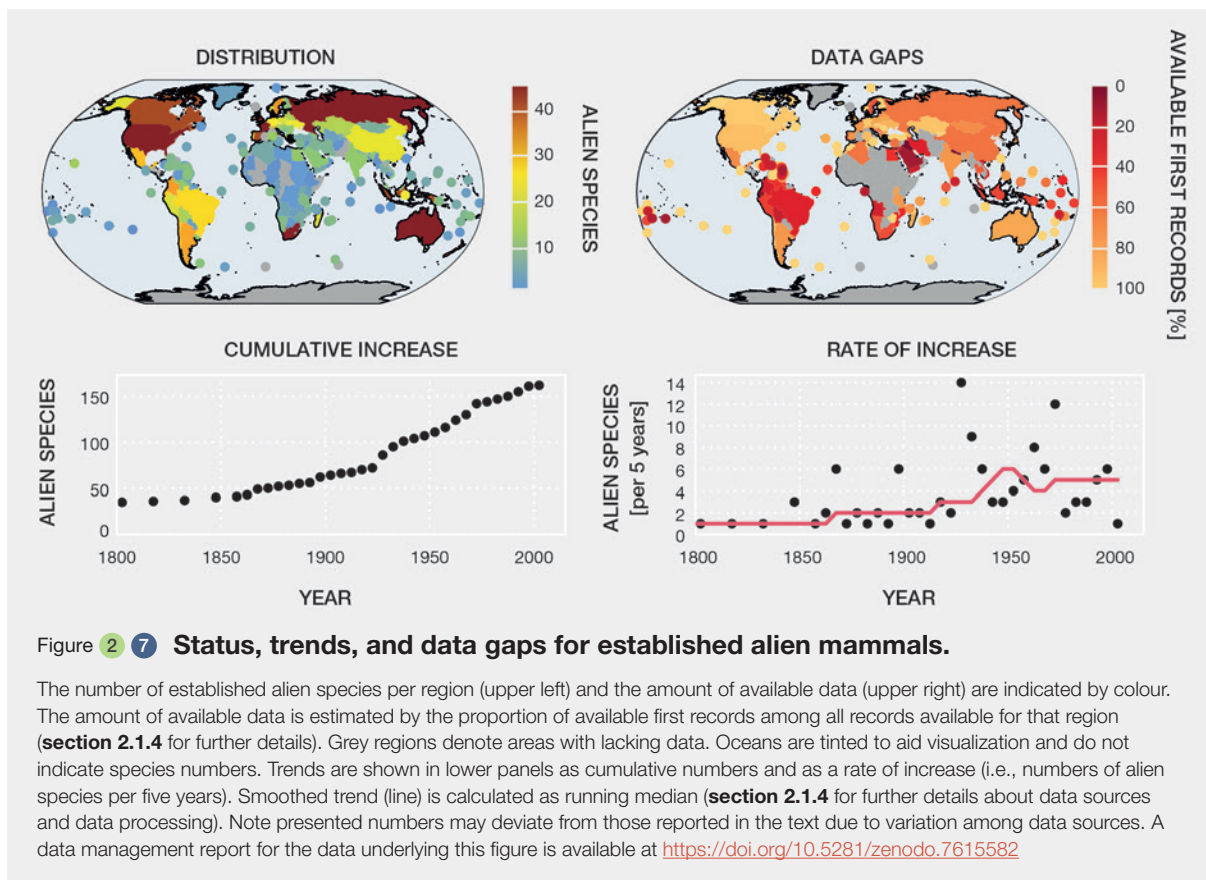 DISTRIBUTION
40
30
20
10
ALIEN SPECIES
DATA GAPS
0
20
40
60
80
100
AVAILABLE FIRST RECORDS [%]
CUMULATIVE INCREASE
ALIEN SPECIES
150
100
50
0
1800 1850 1900 1950 2000
YEAR
RATE OF INCREASE
ALIEN SPECIES
[per 5 years]
14
12
10
8
6
4
2
0
1800 1850 1900 1950 2000
YEAR
Figure 2 7 Status, trends, and data gaps for established alien mammals.
The number of established alien species per region (upper left) and the amount of available data (upper right) are indicated by colour.
The amount of available data is estimated by the proportion of available first records among all records available for that region
(section 2.1.4 for further details). Grey regions denote areas with lacking data. Oceans are tinted to aid visualization and do not
indicate species numbers. Trends are shown in lower panels as cumulative numbers and as a rate of increase (i.e., numbers of alien
species per five years). Smoothed trend (line) is calculated as running median (section 2.1.4 for further details about data sources
and data processing). Note presented numbers may deviate from those reported in the text due to variation among data sources. A
data management report for the data underlying this figure is available at https://doi.org/10.5281/zenodo.7615582